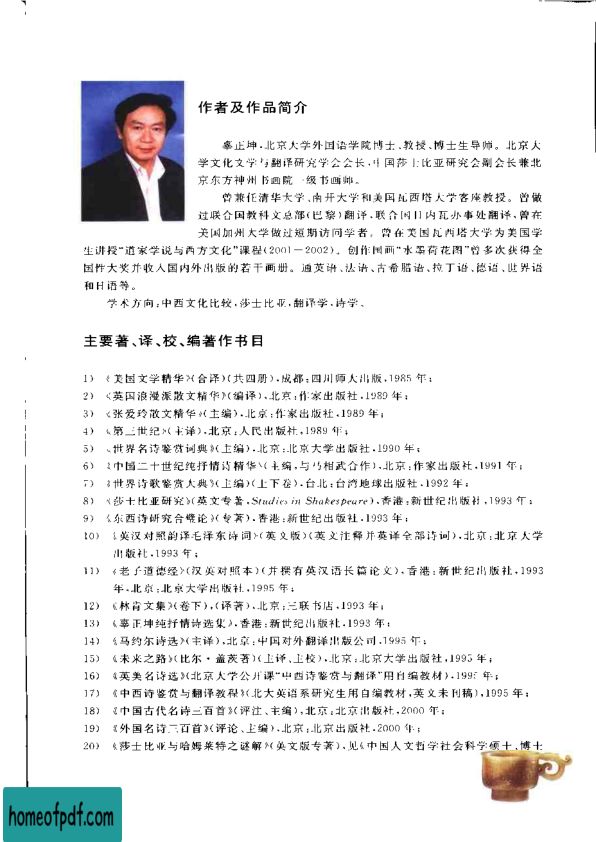 作者及作品简介
辜正坤,北京大学外国语学院博士、教授、博士生导师。北京大
学文化文学与翻译研究学会会长,中国莎士比亚研究会副会长兼北
京东方神州书画院一级书画师。
曾兼任清华大学、南开大学和美国瓦西塔大学客座教授。曾做
过联合国教科文总部(巴黎)翻译,联合国日内瓦办事处翻译、曾在
美国加州大学做过短期访问学者。曾在美国瓦西塔大学为美国学
生讲授“道家学说与西方文化”课程(2001—2002)。创作国画“水墨荷花图”曾多次获得全
国性大奖并收入国内外出版的若干画册。通英语、法语、古希腊语、拉丁语、德语、世界语
和日语等。
学术方向:中西文化比较,莎士比亚,翻译学,诗学。
主要著、译、校、编著作书目
1) 《美国文学精华》(合译)(共四册),成都:四川师大出版,1985年;
2) 《英国浪漫派散文精华》(编译),北京:作家出版社,1989年;
3) 《张爱玲散文精华》(主编),北京:作家出版社,1989年;
4) 《第三世纪》(主译),北京:人民出版社,1989年;
5) 《世界名诗鉴赏词典》(主编),北京:北京大学出版社,1990年;
6) 《中国二十世纪纯抒情诗精华》(主编,与马相武合作),北京:作家出版社,1991年;
7) 《世界诗歌鉴赏大典》(主编)(上下卷),台北:台湾地球出版社,1992年;
8) 《莎士比亚研究》(英文专著,Studies in Shakespeare),香港:新世纪出版社,1993年;
9) 《东西诗研究合璧论》(专著),香港:新世纪出版社,1993年;
10) 《英汉对照韵译毛泽东诗词》(英文版)(英文注释并英译全部诗词),北京:北京大学
出版社,1993年;
11) 《老子道德经》(汉英对照本)(并撰有英汉语长篇论文),香港:新世纪出版社,1993
年,北京:北京大学出版社,1995年;
12) 《林肯文集》(卷下),(译著),北京:三联书店,1993年;
13) 《辜正坤纯抒情诗选集》,香港:新世纪出版社,1993年;
14) 《马约尔诗选》(主译),北京:中国对外翻译出版公司,1995年;
15) 《未来之路》(比尔·盖茨著)(主译、主校),北京:北京大学出版社,1995年;
16) 《英美名诗选》(北京大学公开课“中西诗鉴赏与翻译”用自编教材),199年;
17) 《中西诗鉴赏与翻译教程》(北大英语系研究生用自编教材,英文未刊稿),1995年;
18) 《中国古代名诗三百首》(评注、主编),北京:北京出版社,2000年;
19) 《外国名诗三百首》(评论、主编),北京:北京出版社,2000年;
20) 《莎士比亚与哈姆莱特之谜解》(英文版专著),见《中国人文哲学社会科学硕士、博士
homeofpdf.com